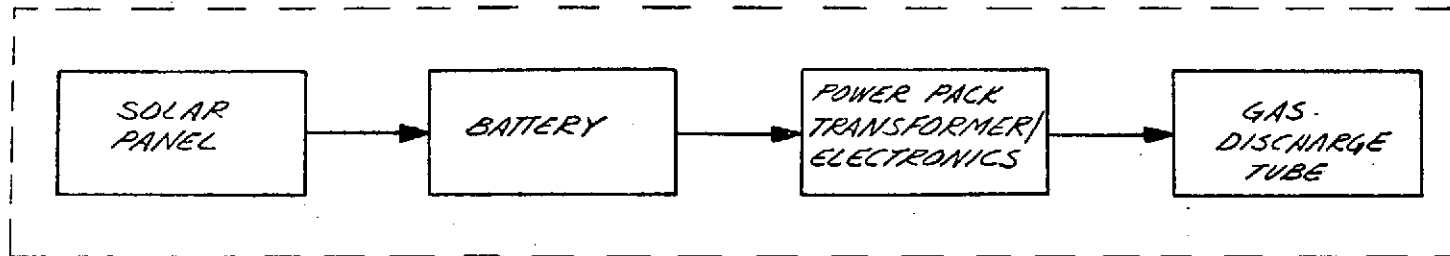 SOLAR
PANEL
BATTERY
POWER PACK
TRANSFORMER/
ELECTRONICS
GAS-
DISCHARGE
TUBE